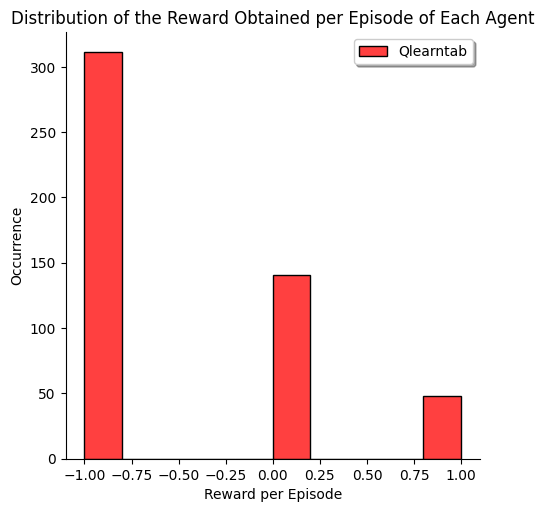 Distribution of the Reward Obtained per Episode of Each Agent
Qlearntab
300
250
200
150
100
50
0
Occurrence
−1.00 −0.75 −0.50 −0.25 0.00 0.25 0.50 0.75 1.00
Reward per Episode